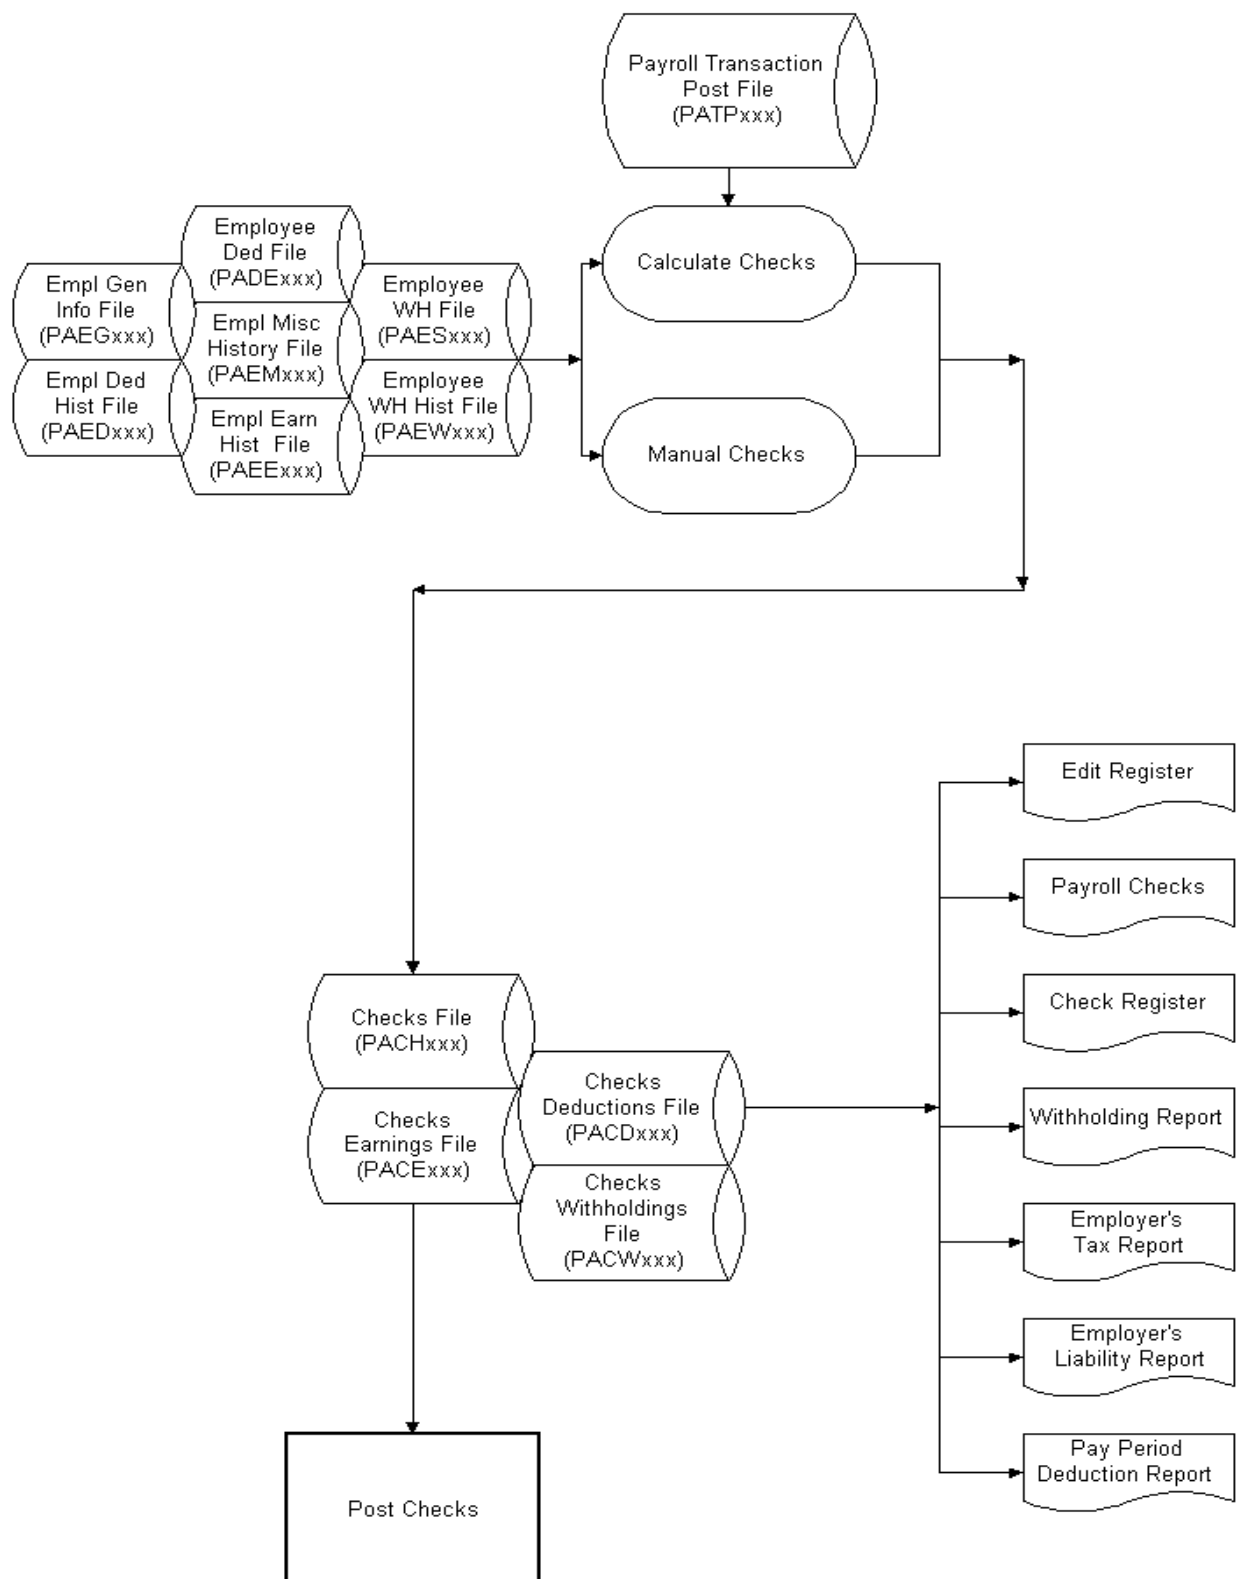 Payroll Transaction
Post File
(PATPxxx)
Calculate Checks
Manual Checks
Empl Gen
Info File
(PAEGxxx)
Empl Ded
Hist File
(PAEDxxx)
Employee
Ded File
(PADExxx)
Empl Misc
History File
(PAEMxxx)
Empl Earn
Hist File
(PAEExxx)
Employee
WH File
(PAESxxx)
Employee
WH Hist File
(PAEWxxx)
Checks File
(PACHxxx)
Checks
Earnings File
(PACExxx)
Checks
Deductions File
(PACDxxx)
Checks
Withholdings
File
(PACWxxx)
Edit Register
Payroll Checks
Check Register
Withholding Report
Employer's
Tax Report
Employer's
Liability Report
Pay Period
Deduction Report
Post Checks